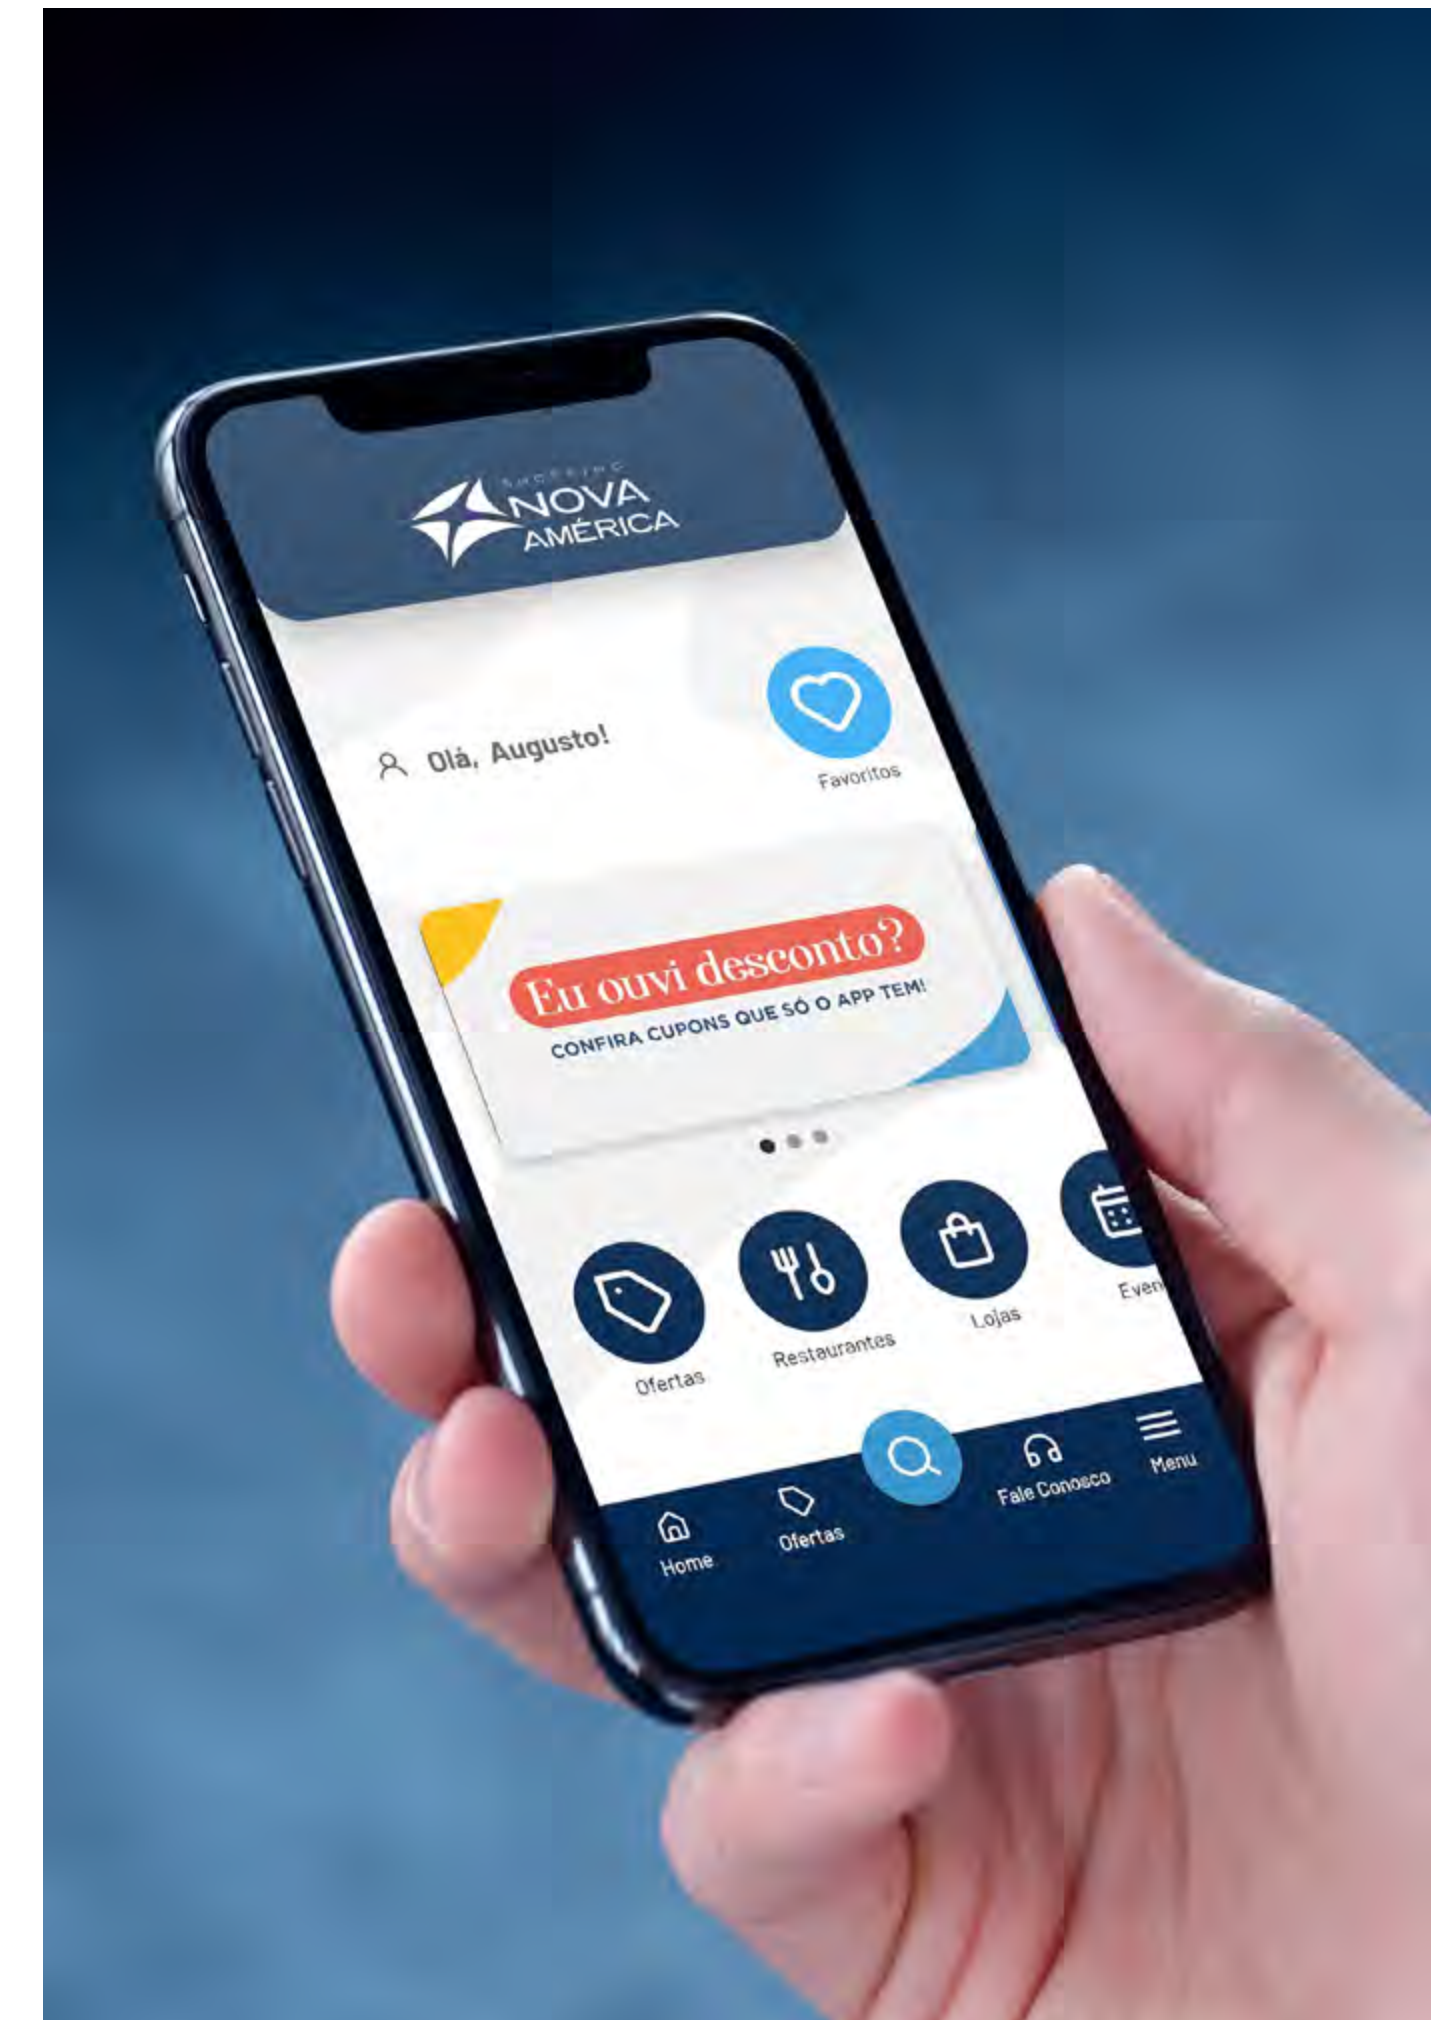 SHOPPING
NOVA
AMÉRICA
Olá, Augusto!
Favoritos
Eu ouvi desconto?
CONFIRA CUPONS QUE SÓ O APP TEM!
Ofertas
Restaurantes
Lojas
Even
Home
Ofertas
Fale Conosco
Menu